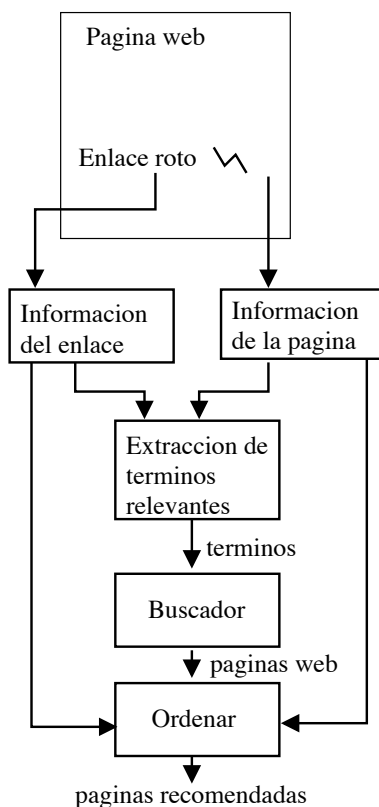 Pagina web
Enlace roto
Informacion
del enlace
Informacion
de la pagina
Extraccion de
terminos
relevantes
terminos
Buscador
paginas web
Ordenar
paginas recomendadas